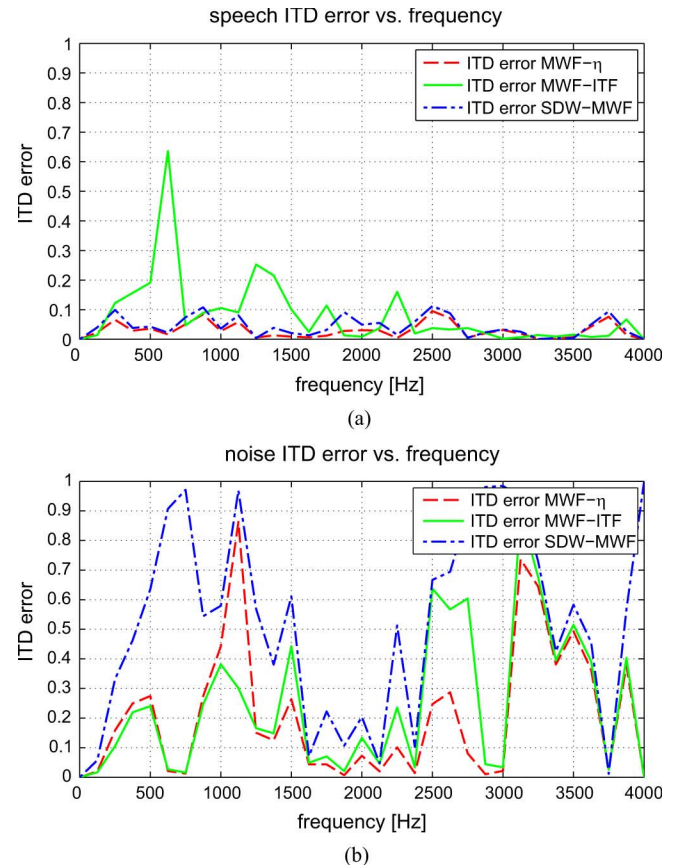 speech ITD error vs. frequency
1
0.9
0.8
0.7
0.6
0.5
0.4
0.3
0.2
0.1
0
ITD error
ITD error MWF−η
ITD error MWF−ITF
ITD error SDW−MWF
0 500 1000 1500 2000 2500 3000 3500 4000
frequency [Hz]
(a)
noise ITD error vs. frequency
1
0.9
0.8
0.7
0.6
0.5
0.4
0.3
0.2
0.1
0
ITD error
ITD error MWF−η
ITD error MWF−ITF
ITD error SDW−MWF
0 500 1000 1500 2000 2500 3000 3500 4000
frequency [Hz]
(b)